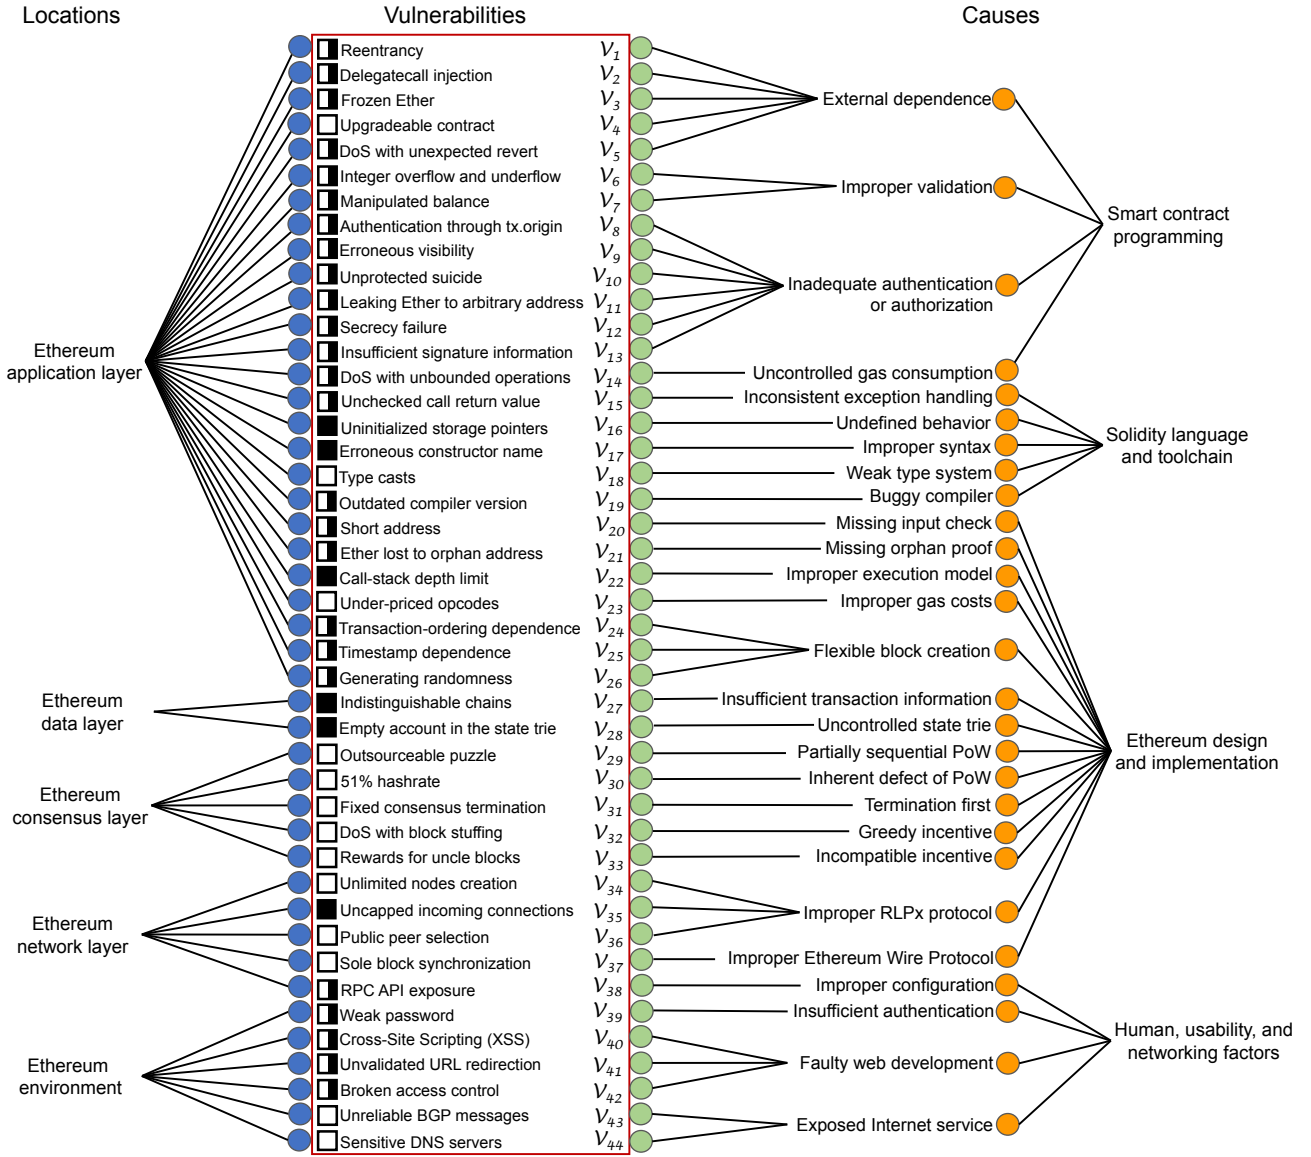 Locations
Vulnerabilities
Causes
Reentrancy V1
Delegatecall injection V2
Frozen Ether V3
Upgradeable contract V4
DoS with unexpected revert V5
Integer overflow and underflow V6
Manipulated balance V7
Authentication through tx.origin V8
Erroneous visibility V9
Unprotected suicide V10
Leaking Ether to arbitrary address V11
Secrecy failure V12
Insufficient signature information V13
DoS with unbounded operations V14
Unchecked call return value V15
Uninitialized storage pointers V16
Erroneous constructor name V17
Type casts V18
Outdated compiler version V19
Short address V20
Ether lost to orphan address V21
Call-stack depth limit V22
Under-priced opcodes V23
Transaction-ordering dependence V24
Timestamp dependence V25
Generating randomness V26
Indistinguishable chains V27
Empty account in the state trie V28
Outsourceable puzzle V29
51% hashrate V30
Fixed consensus termination V31
DoS with block stuffing V32
Rewards for uncle blocks V33
Unlimited nodes creation V34
Uncapped incoming connections V35
Public peer selection V36
Sole block synchronization V37
RPC API exposure V38
Weak password V39
Cross-Site Scripting (XSS) V40
Unvalidated URL redirection V41
Broken access control V42
Unreliable BGP messages V43
Sensitive DNS servers V44
Ethereum
application layer
Ethereum
data layer
Ethereum
consensus layer
Ethereum
network layer
Ethereum
environment
External dependence
Improper validation
Inadequate authentication
or authorization
Uncontrolled gas consumption
Inconsistent exception handling
Undefined behavior
Improper syntax
Weak type system
Buggy compiler
Missing input check
Missing orphan proof
Improper execution model
Improper gas costs
Flexible block creation
Insufficient transaction information
Uncontrolled state trie
Partially sequential PoW
Inherent defect of PoW
Termination first
Greedy incentive
Incompatible incentive
Improper RLPx protocol
Improper Ethereum Wire Protocol
Improper configuration
Insufficient authentication
Faulty web development
Exposed Internet service
Smart contract
programming
Solidity language
and toolchain
Ethereum design
and implementation
Human, usability, and
networking factors